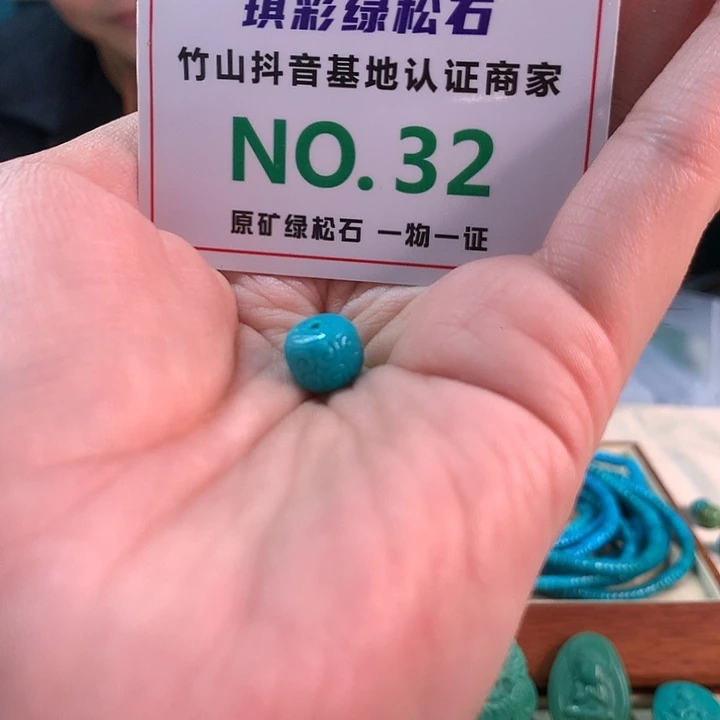 琪彩绿松石
竹山抖音基地认证商家
NO. 32
原矿绿松石 一物一证